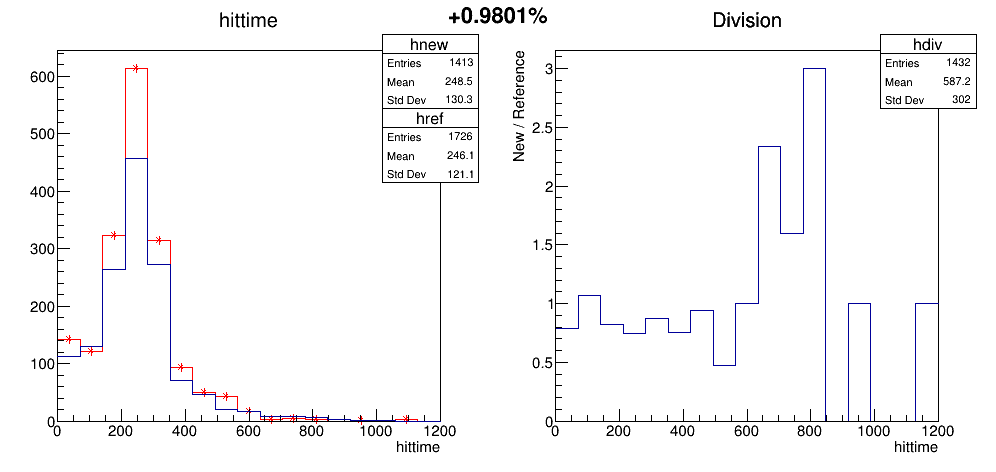 +0.9801%
hittime
hnew
Entries 1413
Mean 248.5
Std Dev 130.3
href
Entries 1726
Mean 246.1
Std Dev 121.1
600
500
400
300
200
100
0
0 200 400 600 800 1000 1200
hittime
Division
hdiv
Entries 1432
Mean 587.2
Std Dev 302
New / Reference
3
2.5
2
1.5
1
0.5
0
0 200 400 600 800 1000 1200
hittime